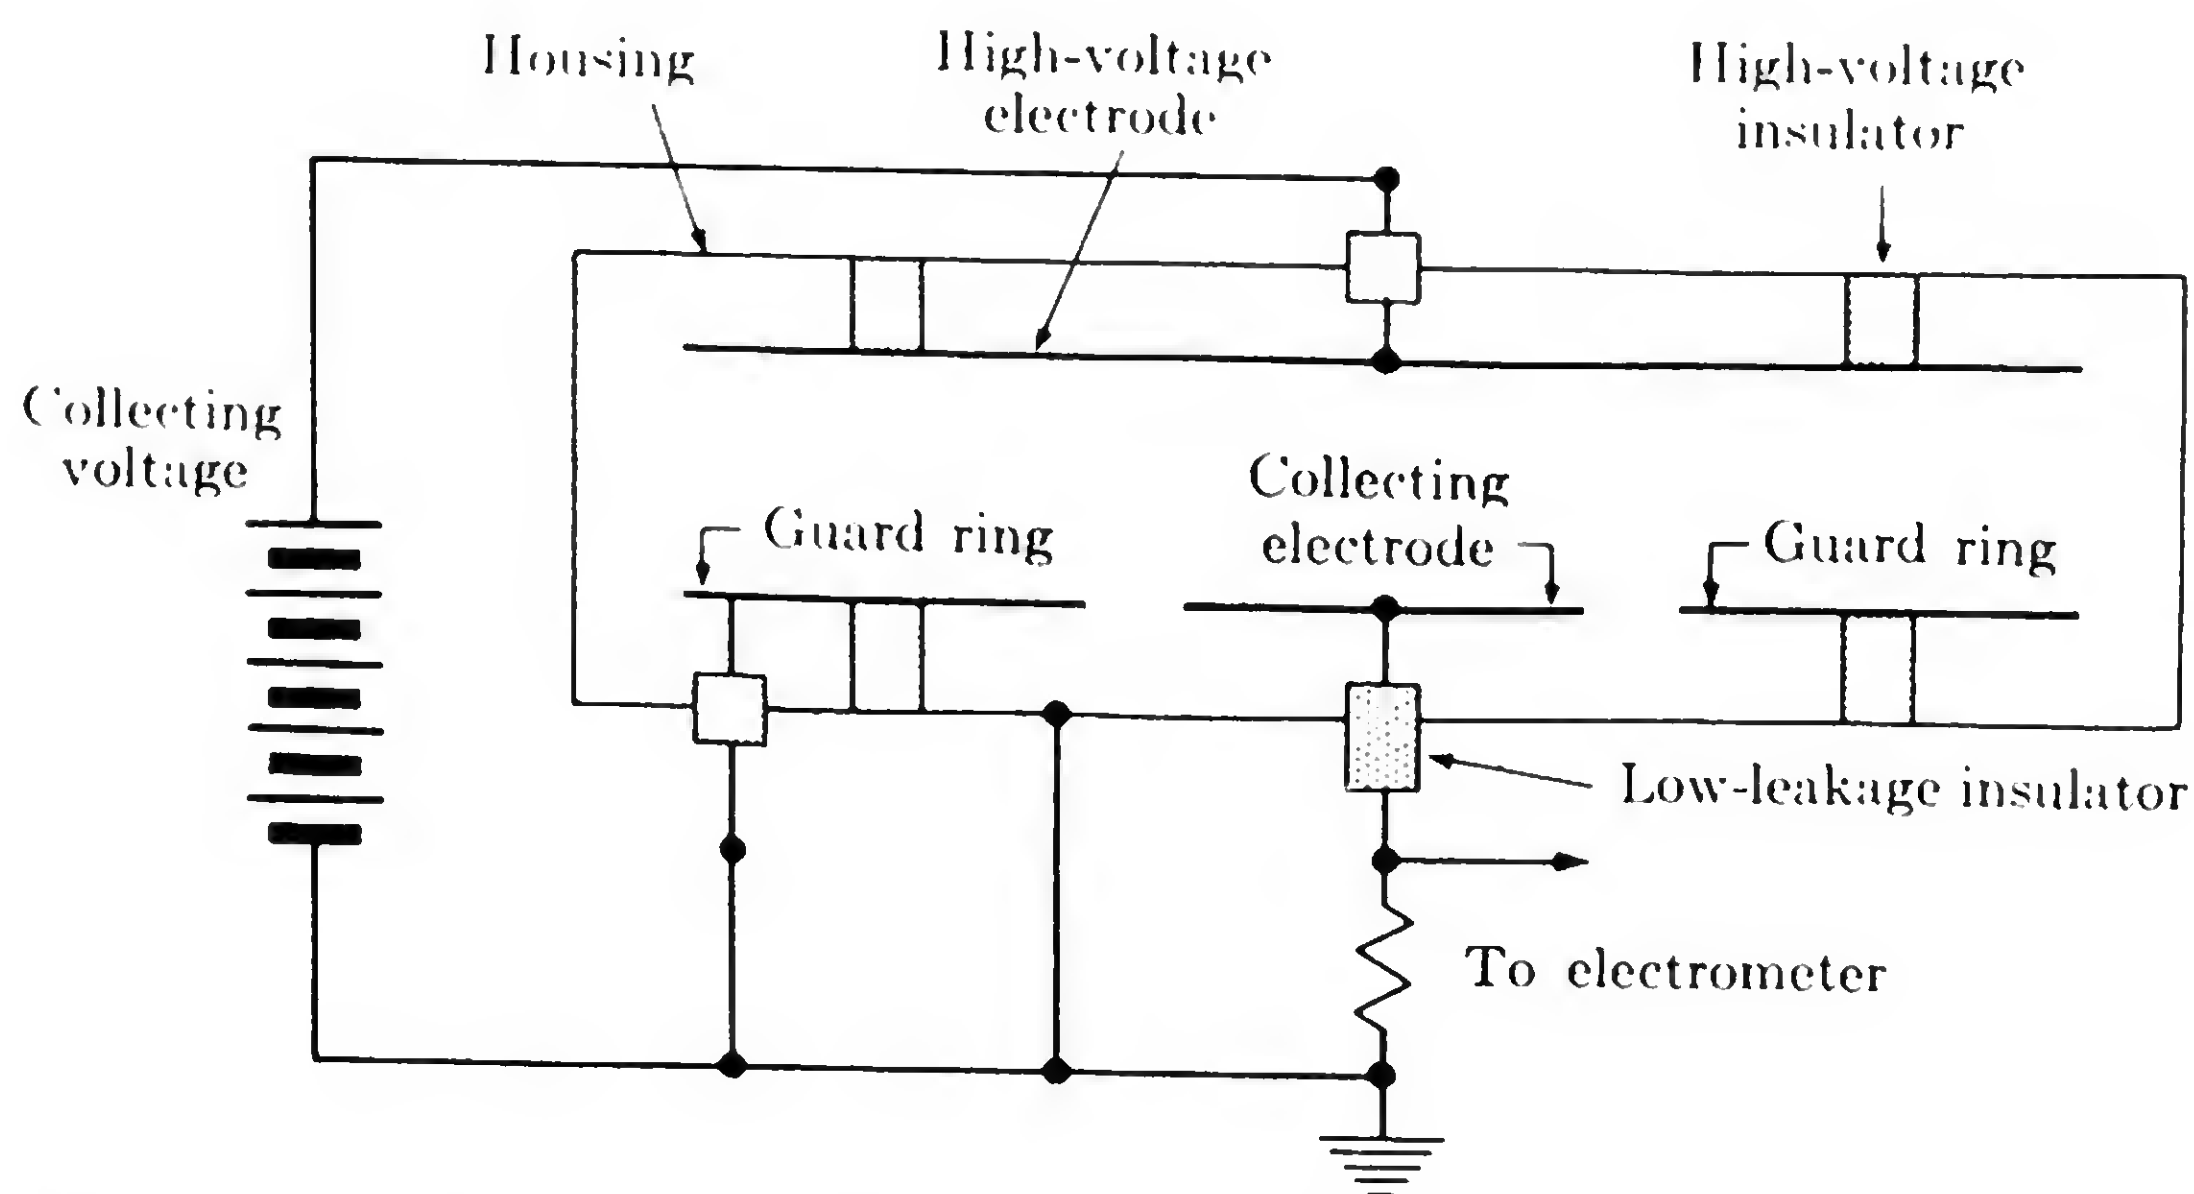 Housing
High-voltage
electrode
High-voltage
insulator
Collecting
voltage
Guard ring
Collecting
electrode
Guard ring
Low-leakage insulator
To electrometer